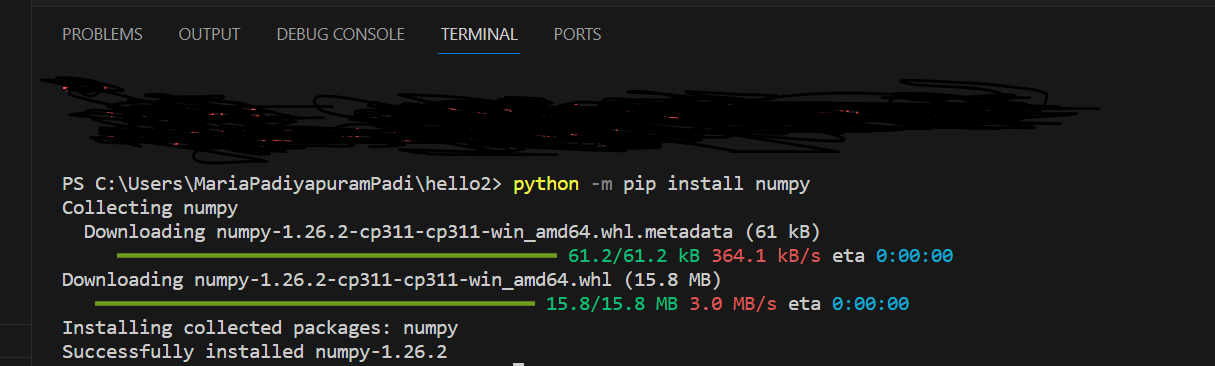 PROBLEMS OUTPUT DEBUG CONSOLE TERMINAL PORTS
PS C:\Users\MariaPadiyapuramPadi\hello2> python -m pip install numpy
Collecting numpy
Downloading numpy-1.26.2-cp311-cp311-win_amd64.whl.metadata (61 kB)
61.2/61.2 kB 364.1 kB/s eta 0:00:00
Downloading numpy-1.26.2-cp311-cp311-win_amd64.whl (15.8 MB)
15.8/15.8 MB 3.0 MB/s eta 0:00:00
Installing collected packages: numpy
Successfully installed numpy-1.26.2